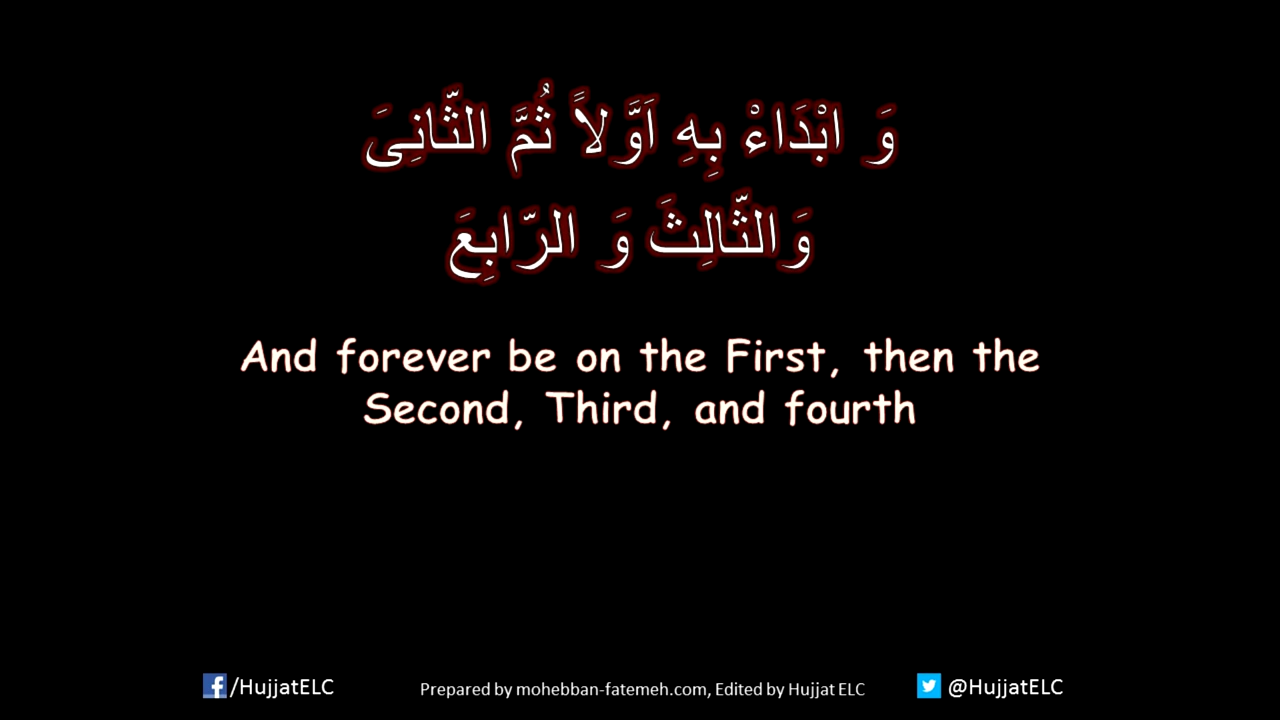 وَ ابْدَاءْ بِهِ اَوَّلاً ثُمَّ الثَّانِیَ
وَالثَّالِثَ وَ الرَّابِعَ
And forever be on the First, then the
Second, Third, and fourth
/HujjatELC
Prepared by mohebban-fatemeh.com, Edited by Hujjat ELC
@HujjatELC